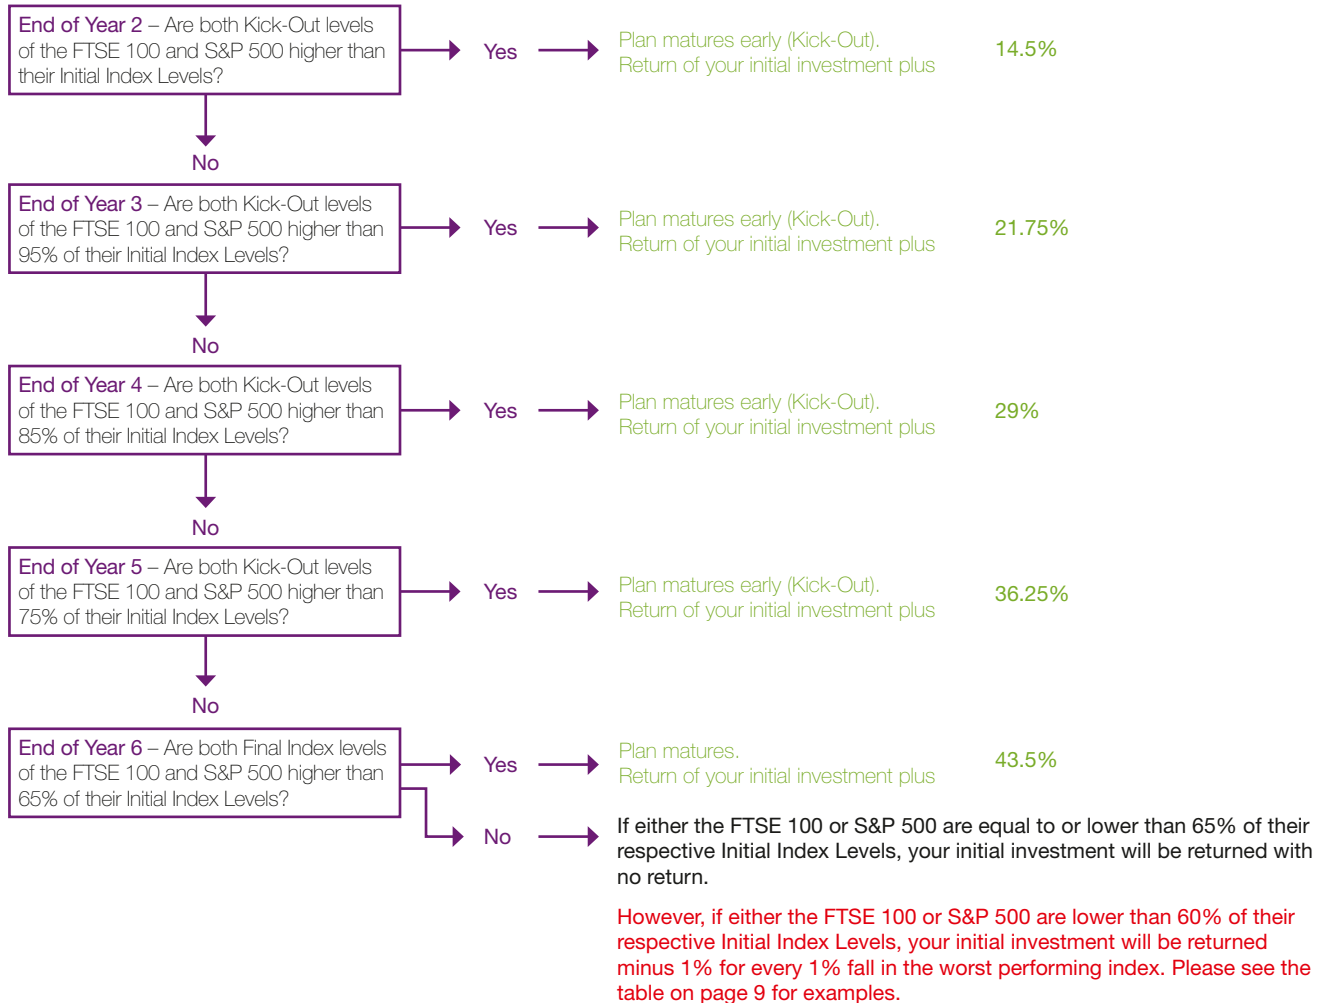 End of Year 2 – Are both Kick-Out levels
of the FTSE 100 and S&P 500 higher than
their Initial Index Levels?
Yes
Plan matures early (Kick-Out).
Return of your initial investment plus
14.5%
No
End of Year 3 – Are both Kick-Out levels
of the FTSE 100 and S&P 500 higher than
95% of their Initial Index Levels?
Yes
Plan matures early (Kick-Out).
Return of your initial investment plus
21.75%
No
End of Year 4 – Are both Kick-Out levels
of the FTSE 100 and S&P 500 higher than
85% of their Initial Index Levels?
Yes
Plan matures early (Kick-Out).
Return of your initial investment plus
29%
No
End of Year 5 – Are both Kick-Out levels
of the FTSE 100 and S&P 500 higher than
75% of their Initial Index Levels?
Yes
Plan matures early (Kick-Out).
Return of your initial investment plus
36.25%
No
End of Year 6 – Are both Final Index levels
of the FTSE 100 and S&P 500 higher than
65% of their Initial Index Levels?
Yes
Plan matures.
Return of your initial investment plus
43.5%
No
If either the FTSE 100 or S&P 500 are equal to or lower than 65% of their
respective Initial Index Levels, your initial investment will be returned with
no return.
However, if either the FTSE 100 or S&P 500 are lower than 60% of their
respective Initial Index Levels, your initial investment will be returned
minus 1% for every 1% fall in the worst performing index. Please see the
table on page 9 for examples.